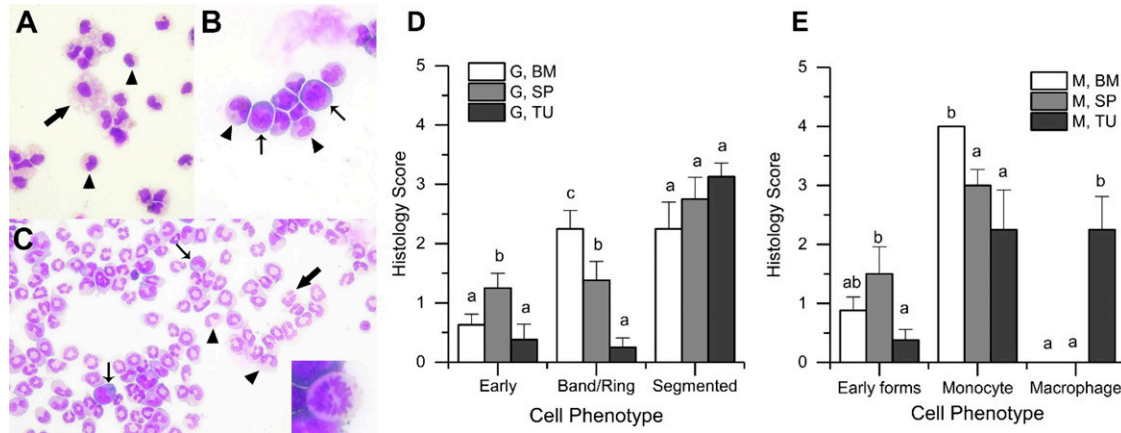 A
B
C
D
G, BM
G, SP
G, TU
Histology Score
5
4
3
2
1
0
a
b
a
c
b
a
a
a
a
Early
Band/Ring
Segmented
Cell Phenotype
E
M, BM
M, SP
M, TU
Histology Score
5
4
3
2
1
0
ab
b
a
b
a
a
a
a
b
Early forms
Monocyte
Macrophage
Cell Phenotype